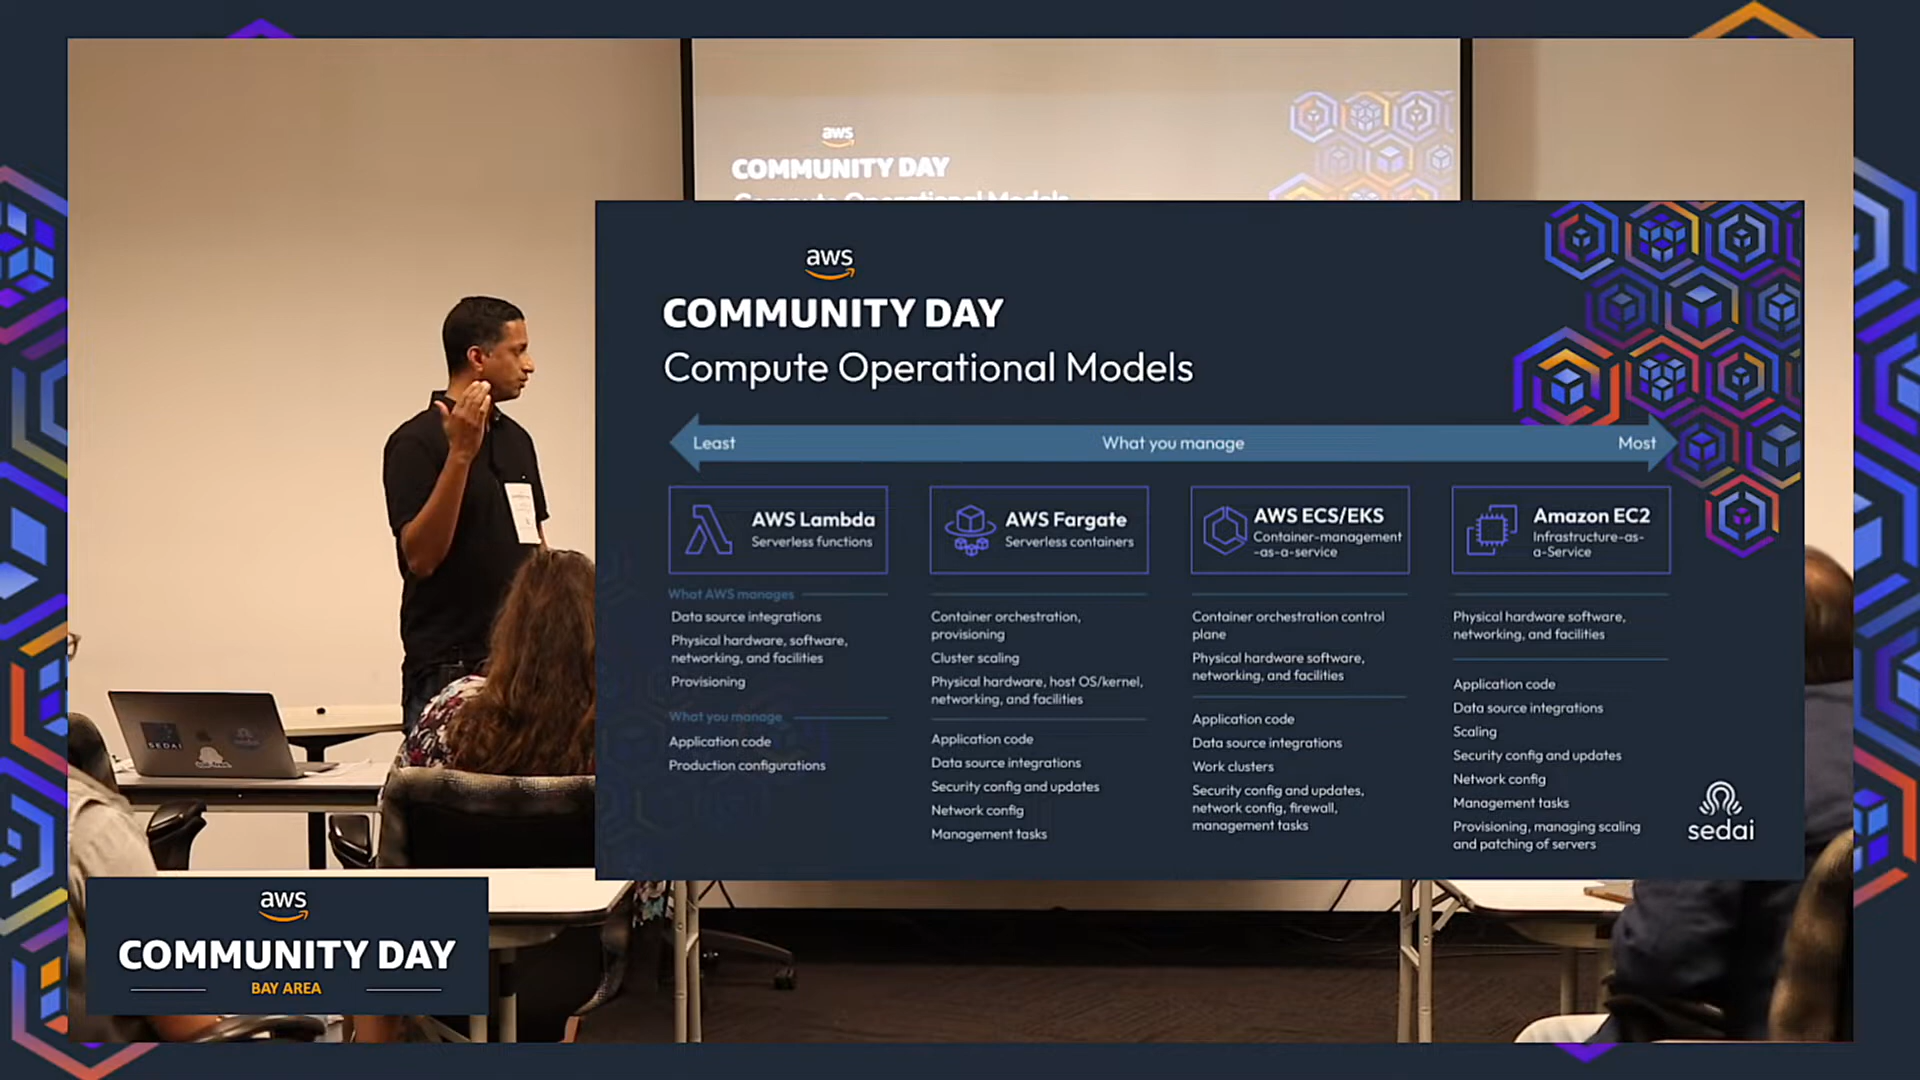 aws
COMMUNITY DAY
Compute Operational Models
aws
COMMUNITY DAY
Compute Operational Models
Least What you manage Most
AWS Lambda
Serverless functions
AWS Fargate
Serverless containers
AWS ECS/EKS
Container-management
-as-a-service
Amazon EC2
Infrastructure-as-
a-Service
What AWS manages
Data source integrations
Physical hardware, software,
networking, and facilities
Provisioning
What you manage
Application code
Production configurations
Container orchestration,
provisioning
Cluster scaling
Physical hardware, host OS/kernel,
networking, and facilities
Application code
Data source integrations
Security config and updates
Network config
Management tasks
Container orchestration control
plane
Physical hardware software,
networking, and facilities
Application code
Data source integrations
Work clusters
Security config and updates,
network config, firewall,
management tasks
Physical hardware software,
networking, and facilities
Application code
Data source integrations
Scaling
Security config and updates
Network config
Management tasks
Provisioning, managing scaling
and patching of servers
sedai
SEDAI
aws
COMMUNITY DAY
BAY AREA